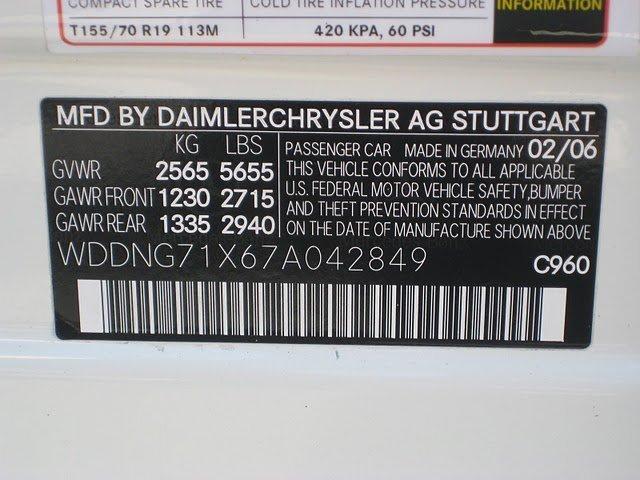 COMPACT SPARE TIRE COLD TIRE INFLATION PRESSURE INFORMATION
T155/70 R19 113M 420 KPA, 60 PSI
MFD BY DAIMLERCHRYSLER AG STUTTGART
KG LBS
GVWR 2565 5655
GAWR FRONT 1230 2715
GAWR REAR 1335 2940
PASSENGER CAR MADE IN GERMANY 02/06
THIS VEHICLE CONFORMS TO ALL APPLICABLE
U.S. FEDERAL MOTOR VEHICLE SAFETY,BUMPER
AND THEFT PREVENTION STANDARDS IN EFFECT
ON THE DATE OF MANUFACTURE SHOWN ABOVE
WDDNG71X67A042849 C960